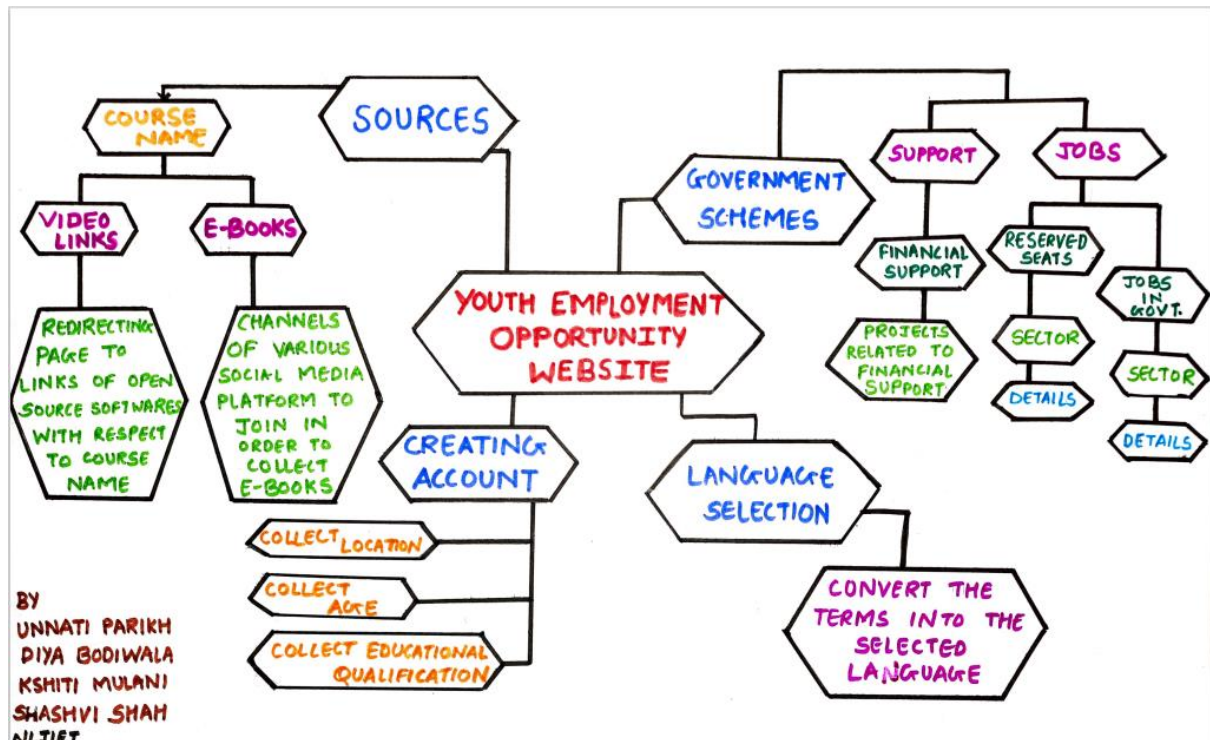 SOURCES
COURSE
NAME
VIDEO
LINKS
E-BOOKS
REDIRECTING
PAGE TO
LINKS OF OPEN
SOURCE SOFTWARES
WITH RESPECT
TO COURSE
NAME
CHANNELS
OF VARIOUS
SOCIAL MEDIA
PLATFORM TO
JOIN IN
ORDER TO
COLLECT
E-BOOKS
GOVERNMENT
SCHEMES
SUPPORT
JOBS
FINANCIAL
SUPPORT
PROJECTS
RELATED TO
FINANCIAL
SUPPORT
RESERVED
SEATS
SECTOR
DETAILS
JOBS
IN
GOVT.
SECTOR
DETAILS
YOUTH EMPLOYMENT
OPPORTUNITY
WEBSITE
CREATING
ACCOUNT
COLLECT LOCATION
COLLECT
AGE
COLLECT EDUCATIONAL
QUALIFICATION
LANGUAGE
SELECTION
CONVERT THE
TERMS INTO THE
SELECTED
LANGUAGE
BY
UNNATI PARIKH
DIYA BODIWALA
KSHITI MULANI
SHASHVI SHAH